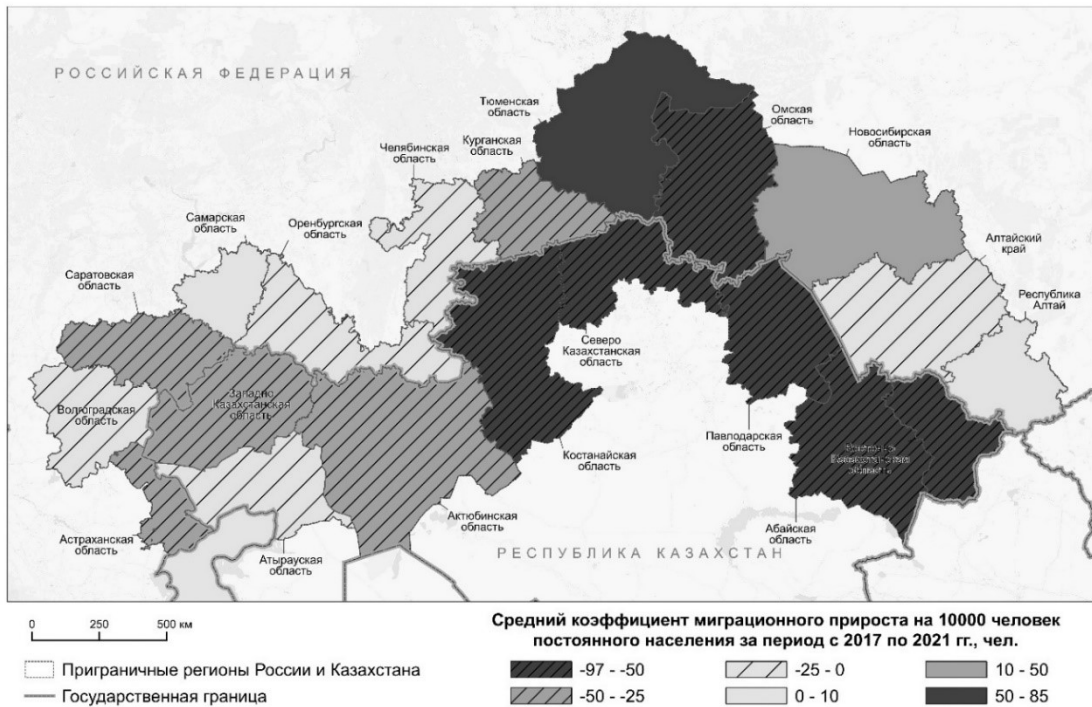 РОССИЙСКАЯ ФЕДЕРАЦИЯ
Тюменская
область
Омская
область
Курганская
область
Новосибирская
область
Челябинская
область
Самарская
область
Оренбургская
область
Алтайский
край
Саратовская
область
Республика
Алтай
Северо
Казахстанская
область
Западно
Казахстанская
область
Волгоградская
область
Павлодарская
область
Костанайская
область
Казахстанская
область
Актюбинская
область
Абайская
область
Астраханская
область
Атырауская
область
РЕСПУБЛИКА КАЗАХСТАН
0 250 500 км
Приграничные регионы России и Казахстана
Государственная граница
Средний коэффициент миграционного прироста на 10000 человек
постоянного населения за период с 2017 по 2021 гг., чел.
-97 - -50
-25 - 0
10 - 50
-50 - -25
0 - 10
50 - 85